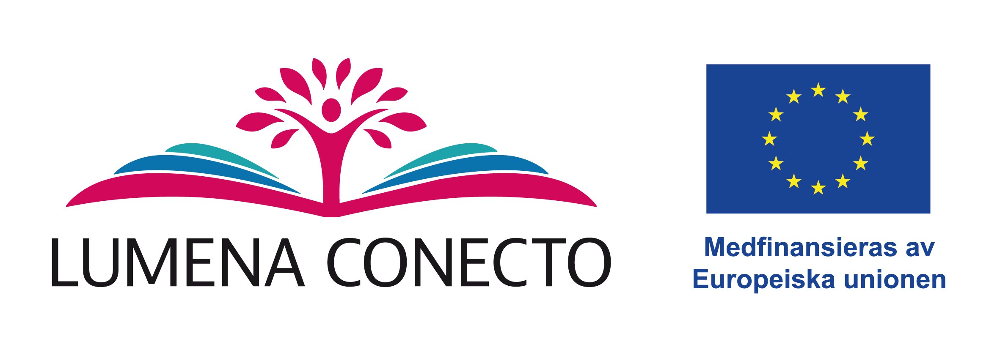 LUMENA CONECTO
Medfinansieras av
Europeiska unionen